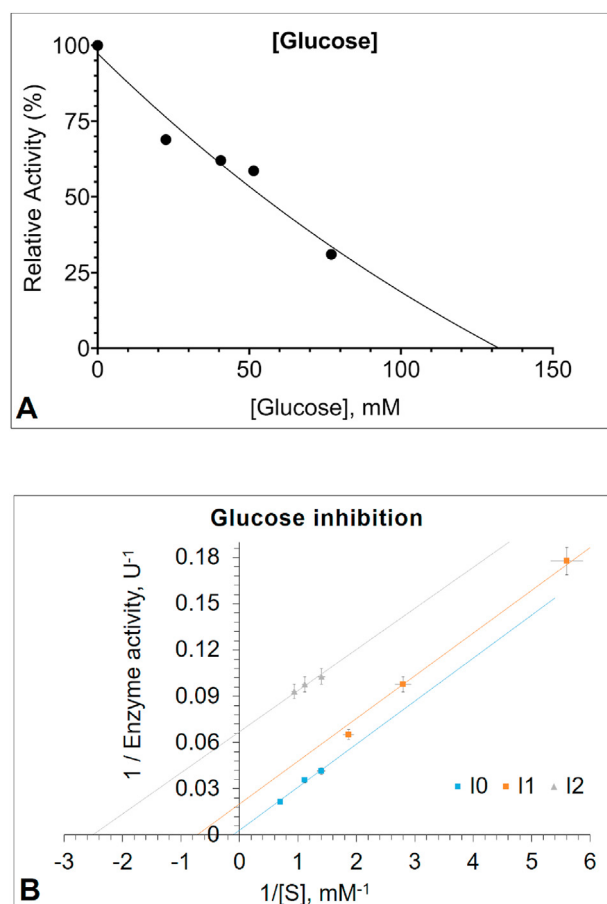 [Glucose]
100
75
50
25
0
Relative Activity (%)
0 50 100 150
[Glucose], mM
A
Glucose inhibition
0.18
0.15
0.12
0.09
0.06
0.03
0
1 / Enzyme activity, U-1
I0 I1 I2
-3 -2 -1 0 1 2 3 4 5 6
1/[S], mM-1
B